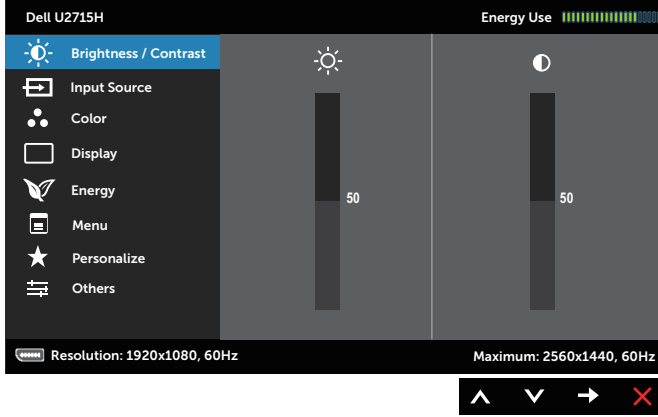 Dell U2715H
Energy Use
Brightness / Contrast
Input Source
Color
Display
Energy
Menu
Personalize
Others
50
50
Resolution: 1920x1080, 60Hz
Maximum: 2560x1440, 60Hz